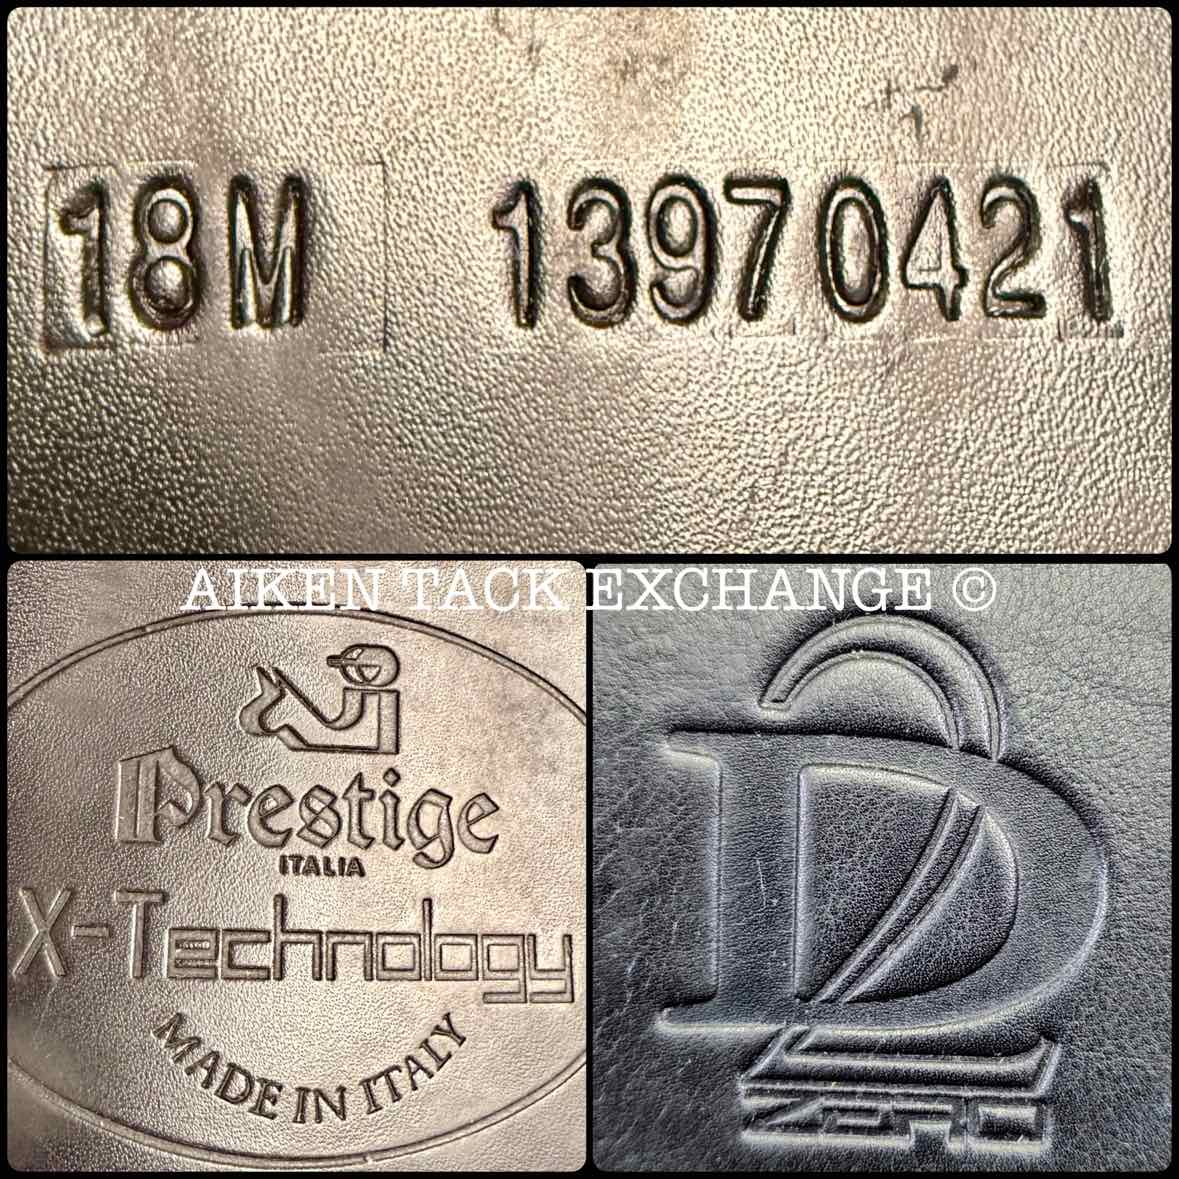 18M 13970421
AIKEN TACK EXCHANGE ©
Prestige
ITALIA
X-Technology
MADE IN ITALY
D2
ZERO